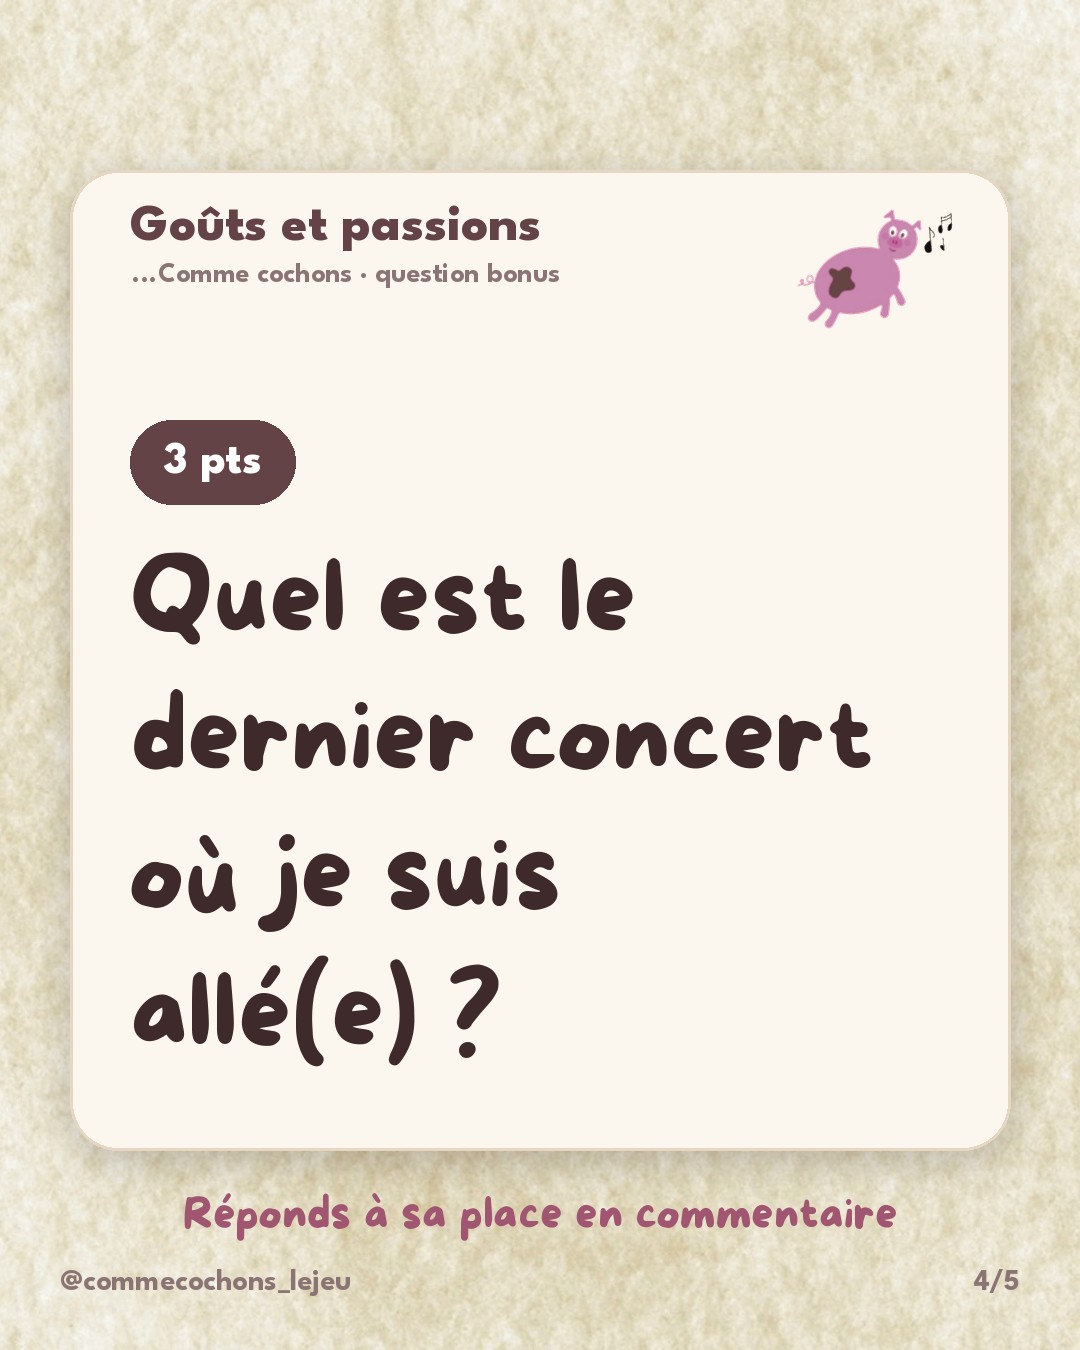 Goûts et passions
...Comme cochons · question bonus
3 pts
Quel est le
dernier concert
où je suis
allé(e) ?
Réponds à sa place en commentaire
@commecochons_lejeu
4/5